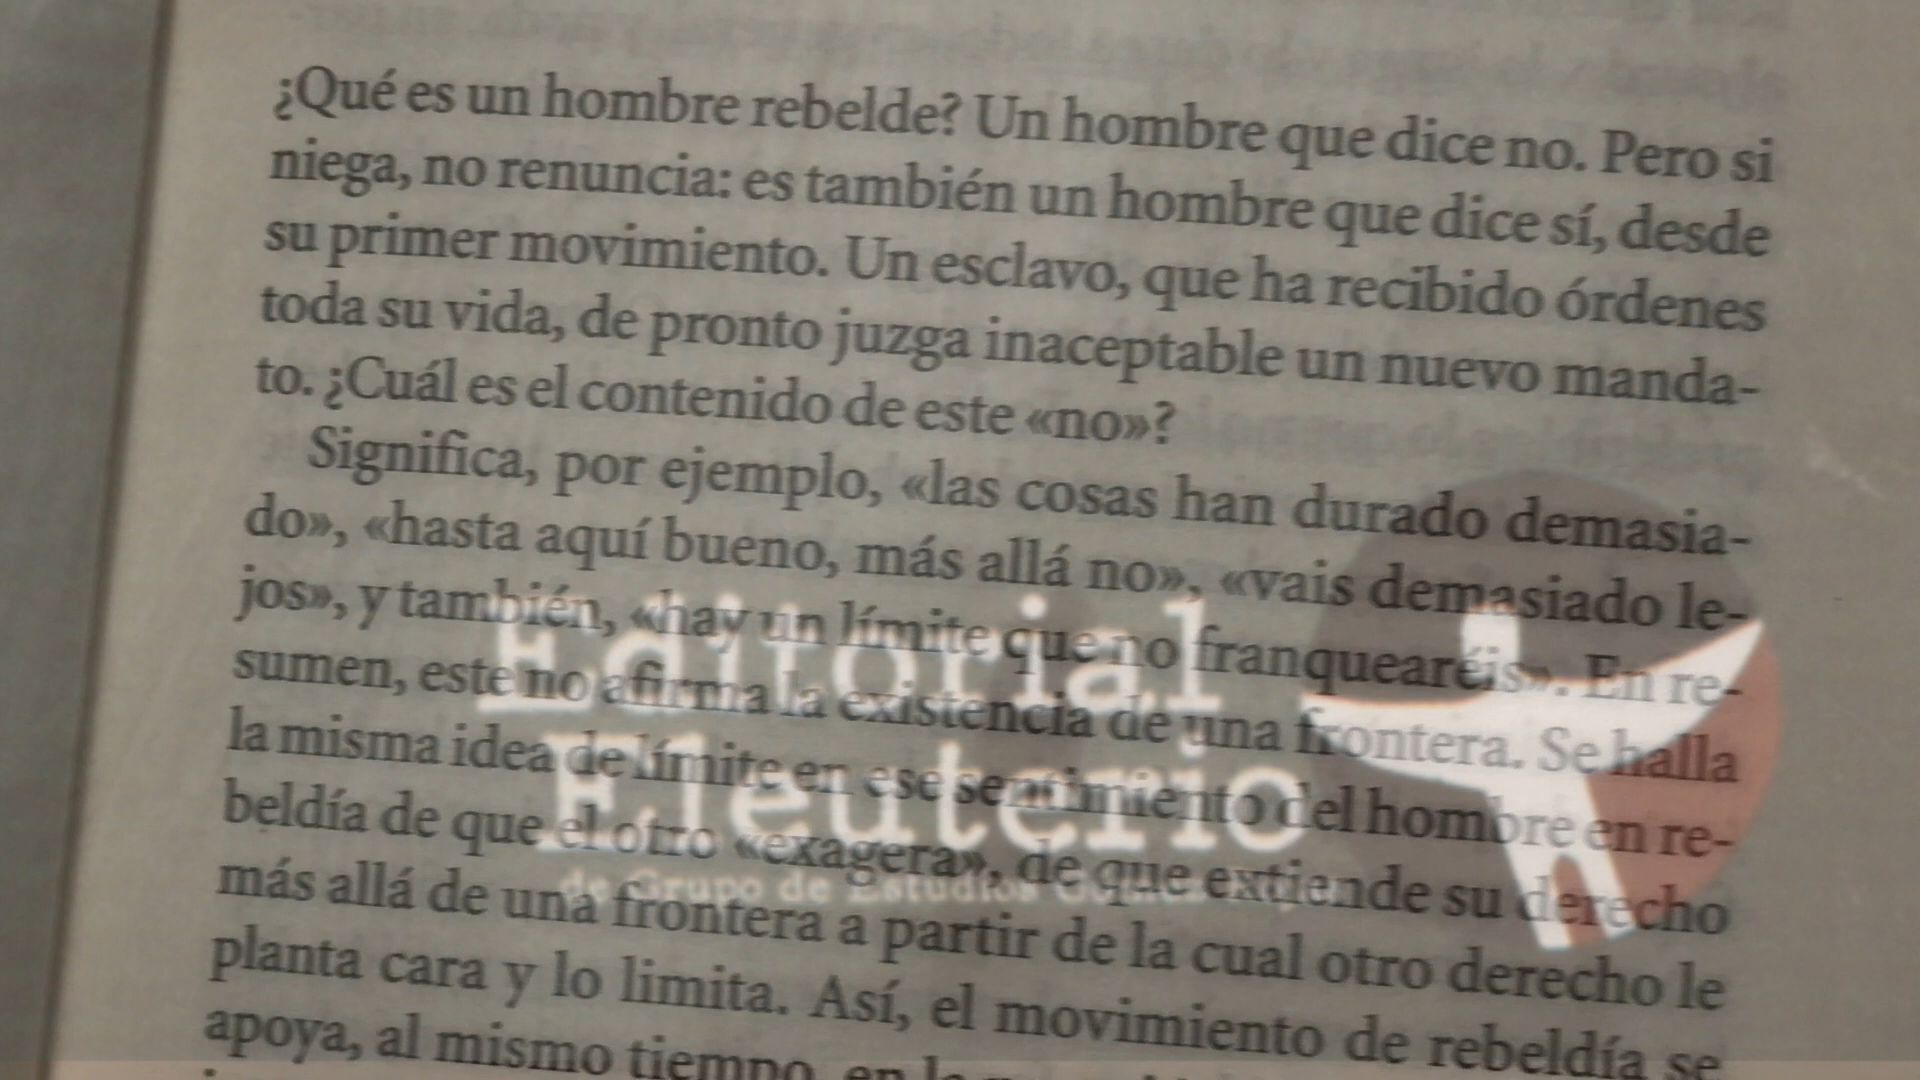 ¿Qué es un hombre rebelde? Un hombre que dice no. Pero si
niega, no renuncia: es también un hombre que dice sí, desde
su primer movimiento. Un esclavo, que ha recibido órdenes
toda su vida, de pronto juzga inaceptable un nuevo manda-
to. ¿Cuál es el contenido de este «no»?
Significa, por ejemplo, «las cosas han durado demasia-
do», «hasta aquí bueno, más allá no», «vais demasiado le-
jos», y también, «hay un límite que no franquearéis». En re-
sumen, este no afirma la existencia de una frontera. Se halla
la misma idea de límite en ese sentimiento del hombre en re-
beldía de que el otro «exagera», de que extiende su derecho
más allá de una frontera a partir de la cual otro derecho le
planta cara y lo limita. Así, el movimiento de rebeldía se
apoya, al mismo tiempo, en
Editorial
Eleuterio
de Grupo de Estudios